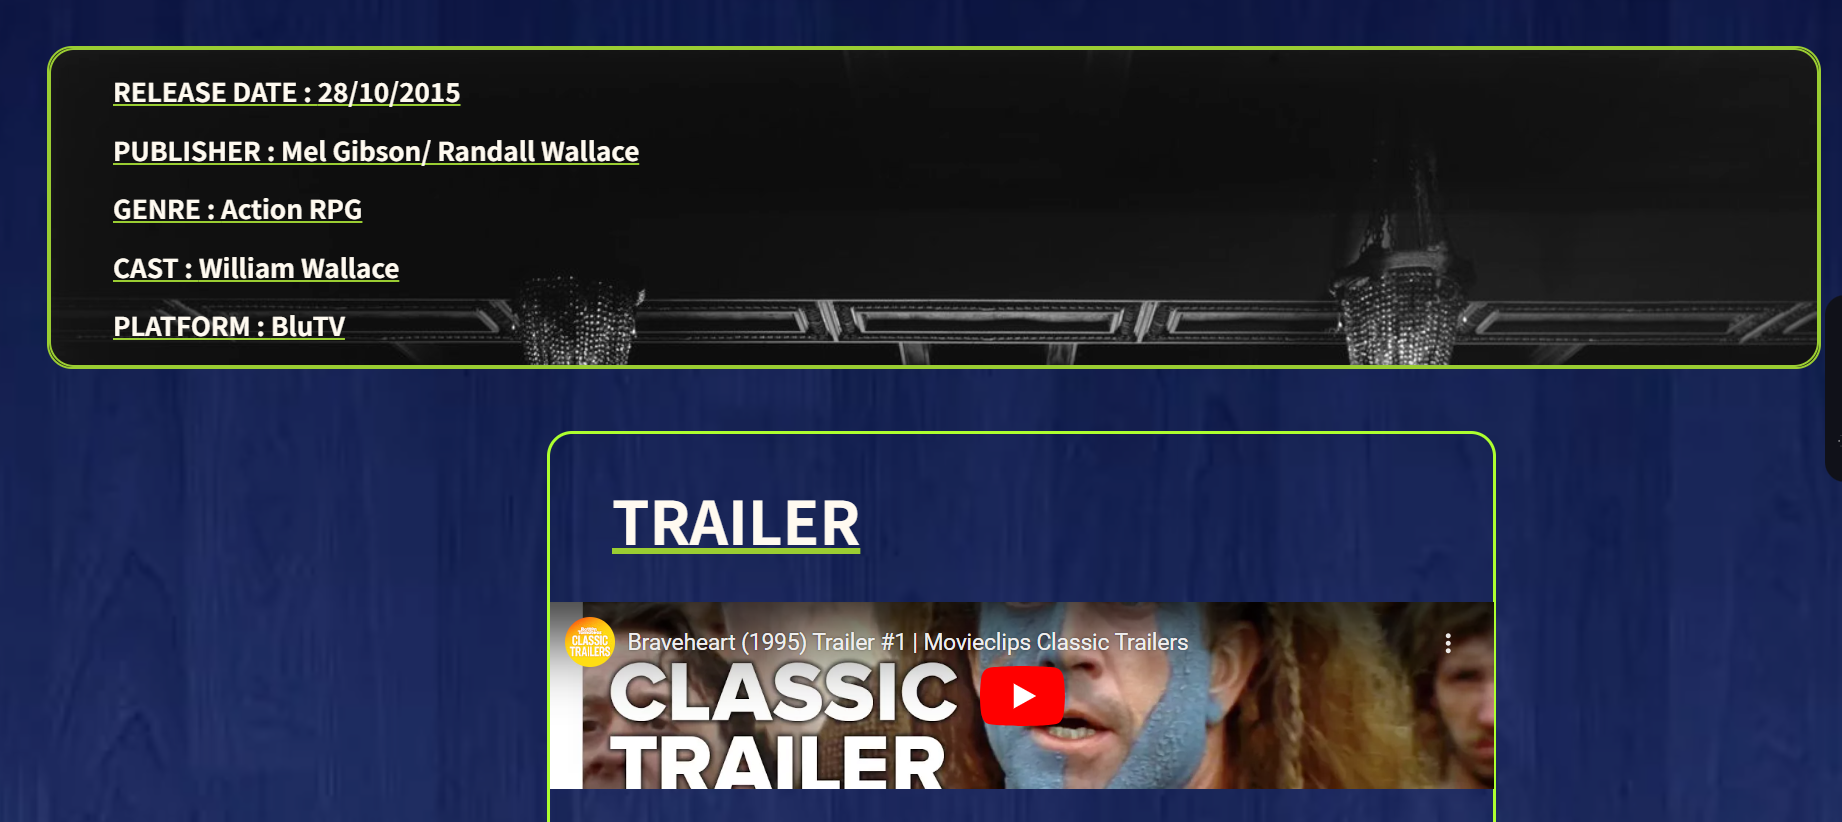 RELEASE DATE : 28/10/2015
PUBLISHER : Mel Gibson/ Randall Wallace
GENRE : Action RPG
CAST : William Wallace
PLATFORM : BluTV
TRAILER
CLASSIC
TRAILERS
Braveheart (1995) Trailer #1 | Movieclips Classic Trailers
CLASSIC
TRAILER